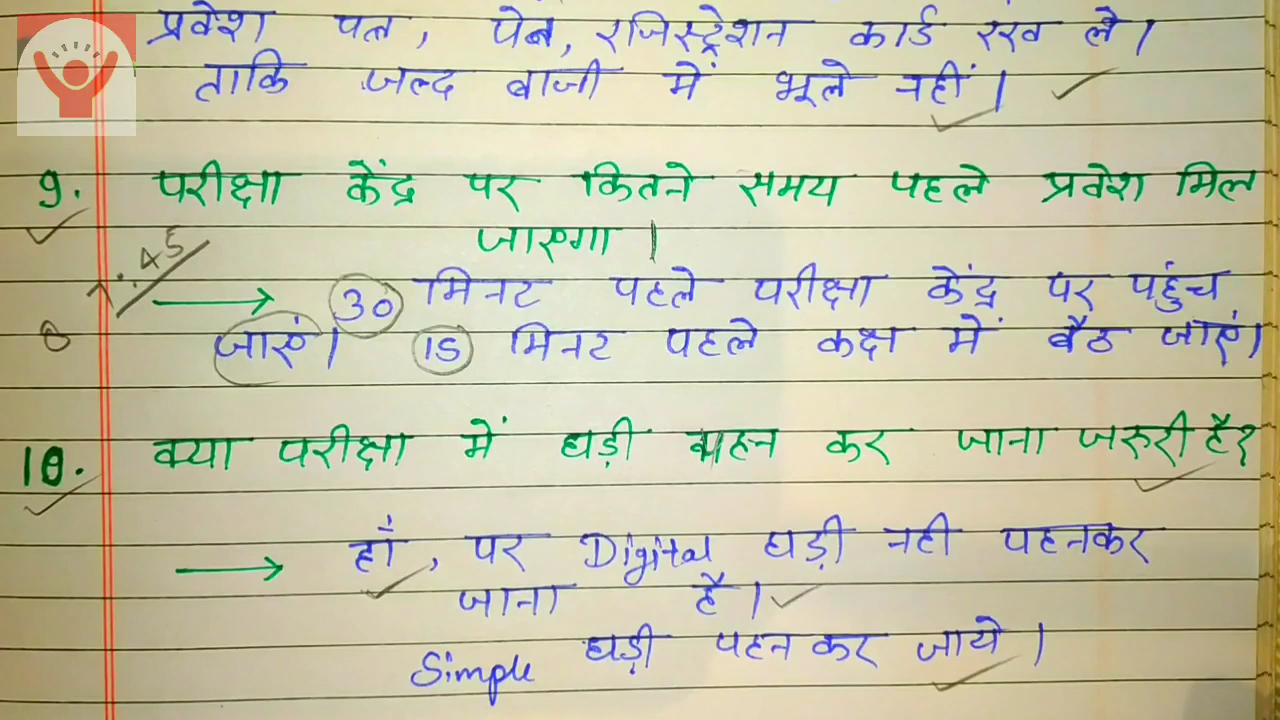 प्रवेश पत्र, पेन, रजिस्ट्रेशन कार्ड रख ले।
ताकि जल्द बाजी में भूले नहीं।
9. परीक्षा केंद्र पर कितने समय पहले प्रवेश मिल
जाएगा।
→ 30 मिनट पहले परीक्षा केंद्र पर पहुंच
जाएं। 15 मिनट पहले कक्ष में बैठ जाएं।
10. क्या परीक्षा में घड़ी पहन कर जाना जरुरी है?
→ हाँ, पर Digital घड़ी नही पहनकर
जाना है।
Simple घड़ी पहन कर जाये।